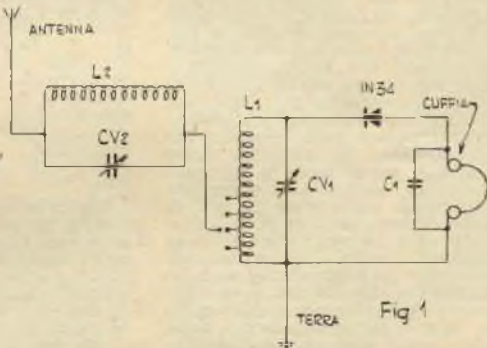 ANTENNA
L2
CV2
L1
IN34
CUFFIA
CV1
C1
TERRA
Fig 1